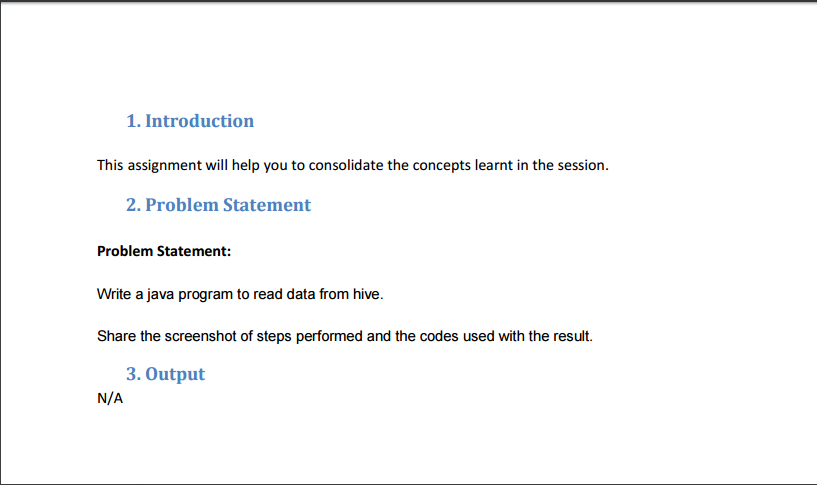 1. Introduction
This assignment will help you to consolidate the concepts learnt in the session.
2. Problem Statement
Problem Statement:
Write a java program to read data from hive.
Share the screenshot of steps performed and the codes used with the result.
3. Output
N/A